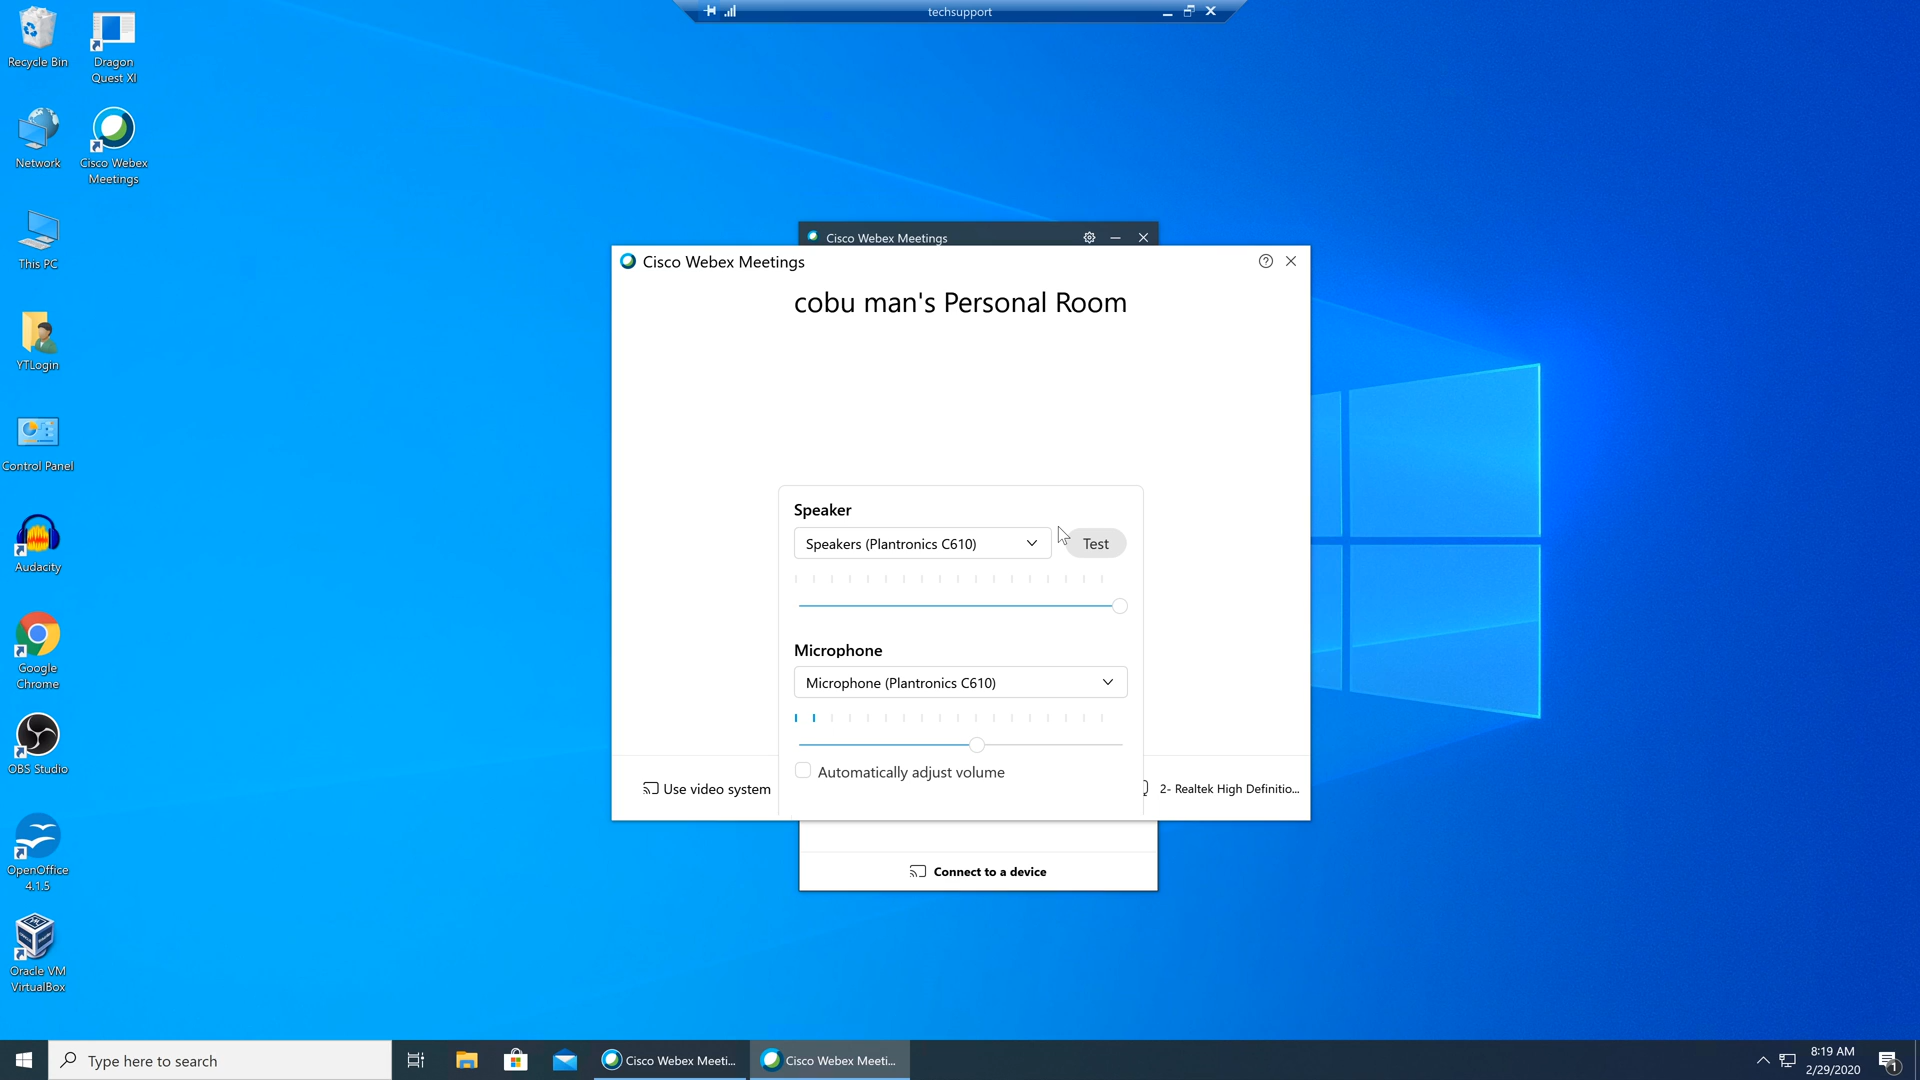 techsupport
Recycle Bin
Dragon
Quest XI
Network
Cisco Webex
Meetings
This PC
YTLogin
Control Panel
Audacity
Google
Chrome
OBS Studio
OpenOffice
4.1.5
Oracle VM
VirtualBox
Cisco Webex Meetings
Cisco Webex Meetings
cobu man's Personal Room
Speaker
Speakers (Plantronics C610)
Test
Microphone
Microphone (Plantronics C610)
Automatically adjust volume
Use video system
2- Realtek High Definitio...
Connect to a device
Type here to search
Cisco Webex Meeti...
Cisco Webex Meeti...
8:19 AM
2/29/2020
1